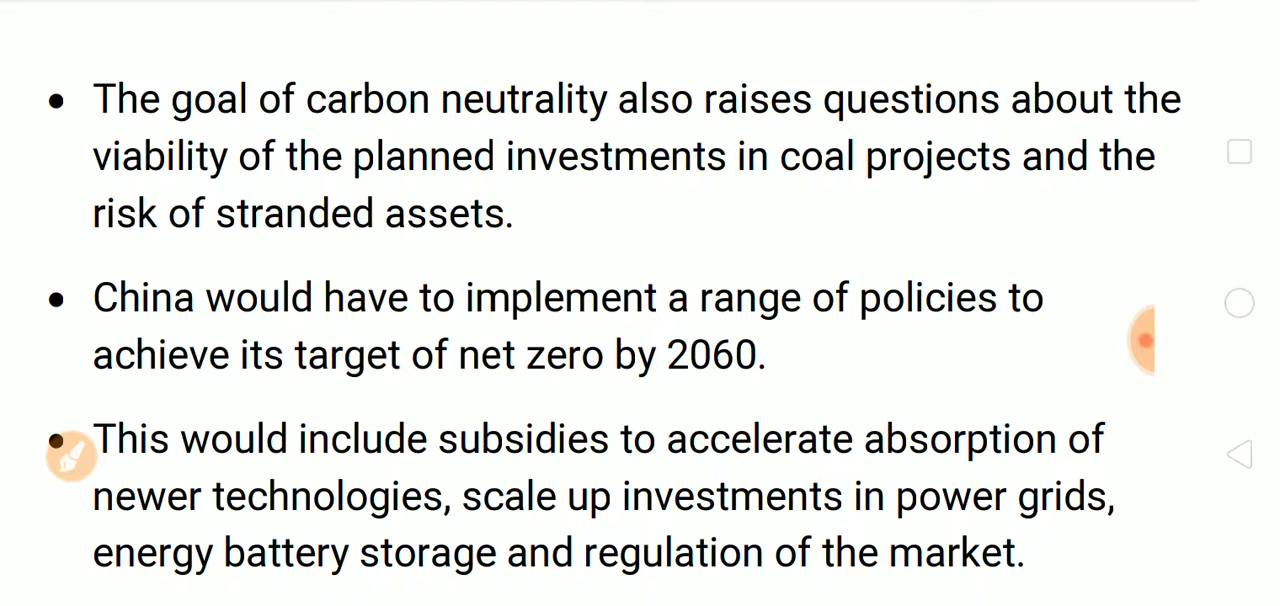 • The goal of carbon neutrality also raises questions about the
viability of the planned investments in coal projects and the
risk of stranded assets.
• China would have to implement a range of policies to
achieve its target of net zero by 2060.
• This would include subsidies to accelerate absorption of
newer technologies, scale up investments in power grids,
energy battery storage and regulation of the market.